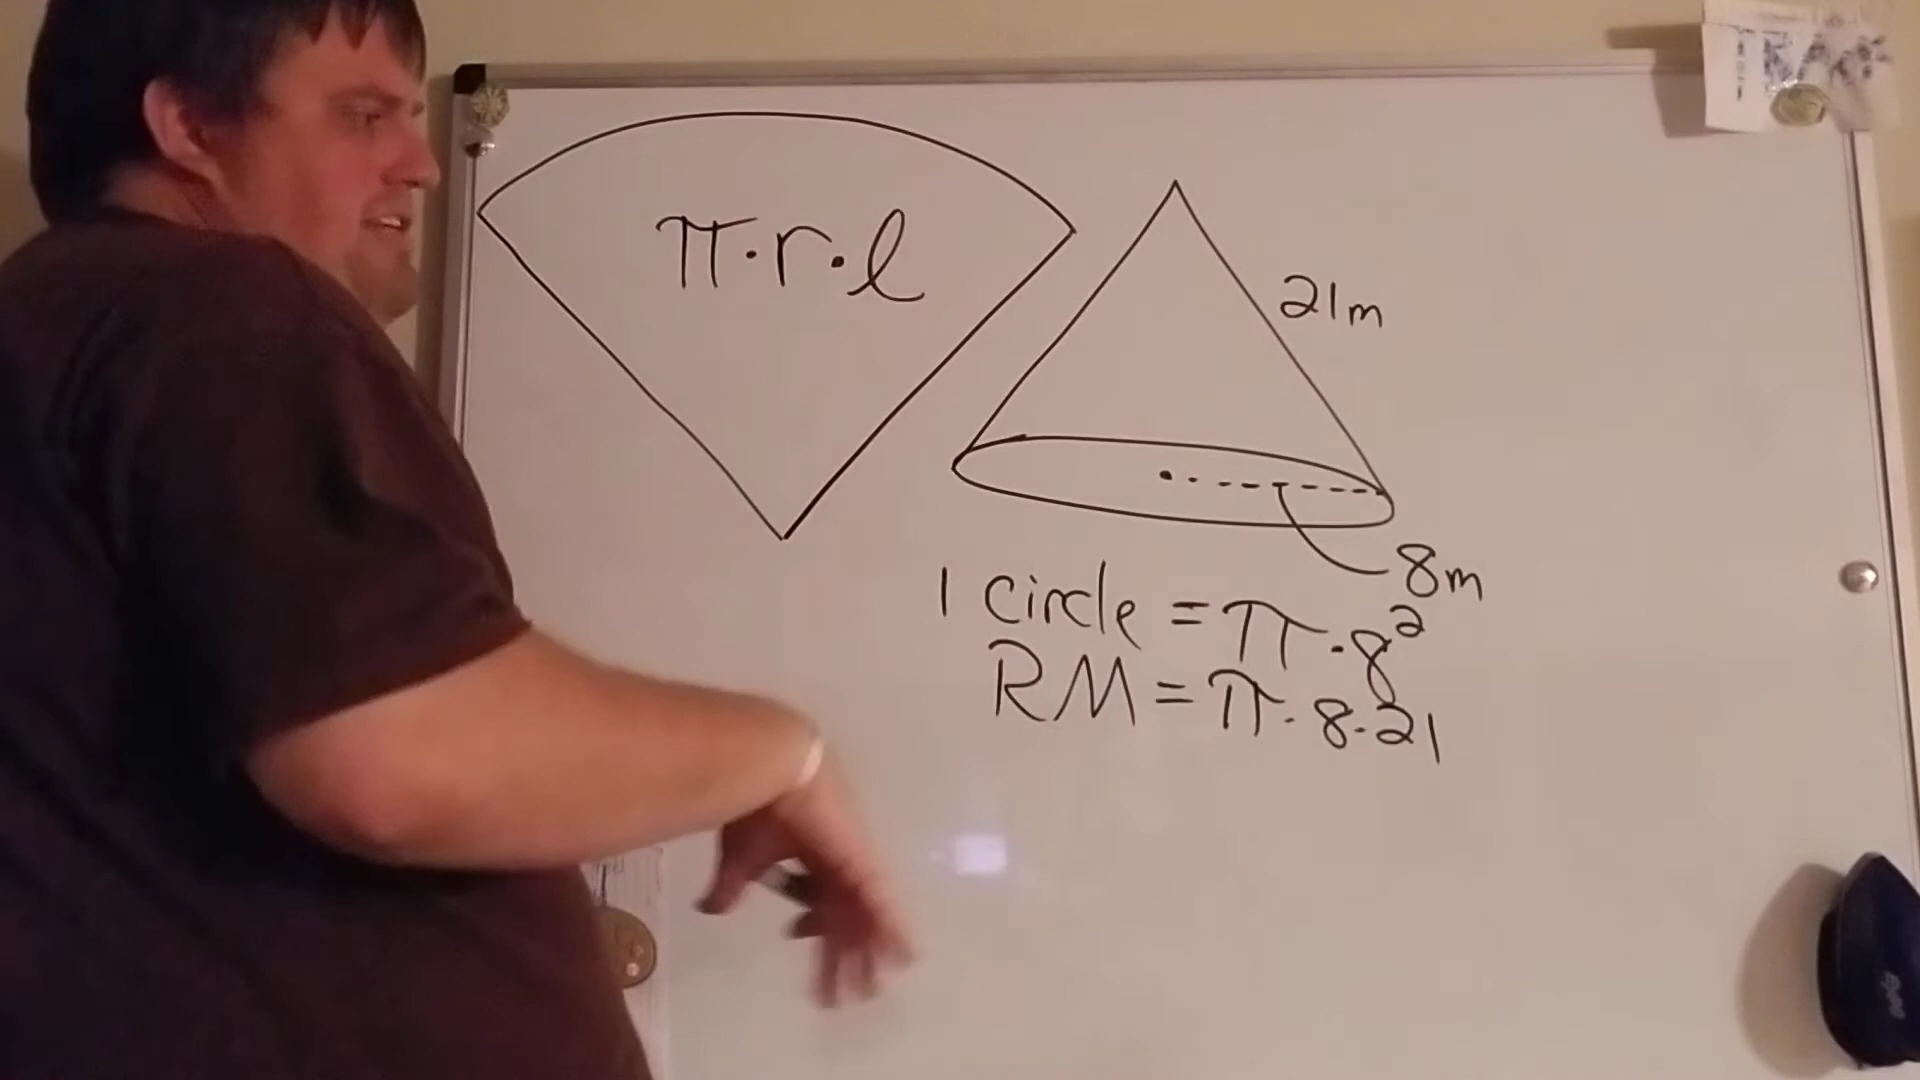 π·r·l
21m
8m
1 circle = π·8²
RM = π·8·21